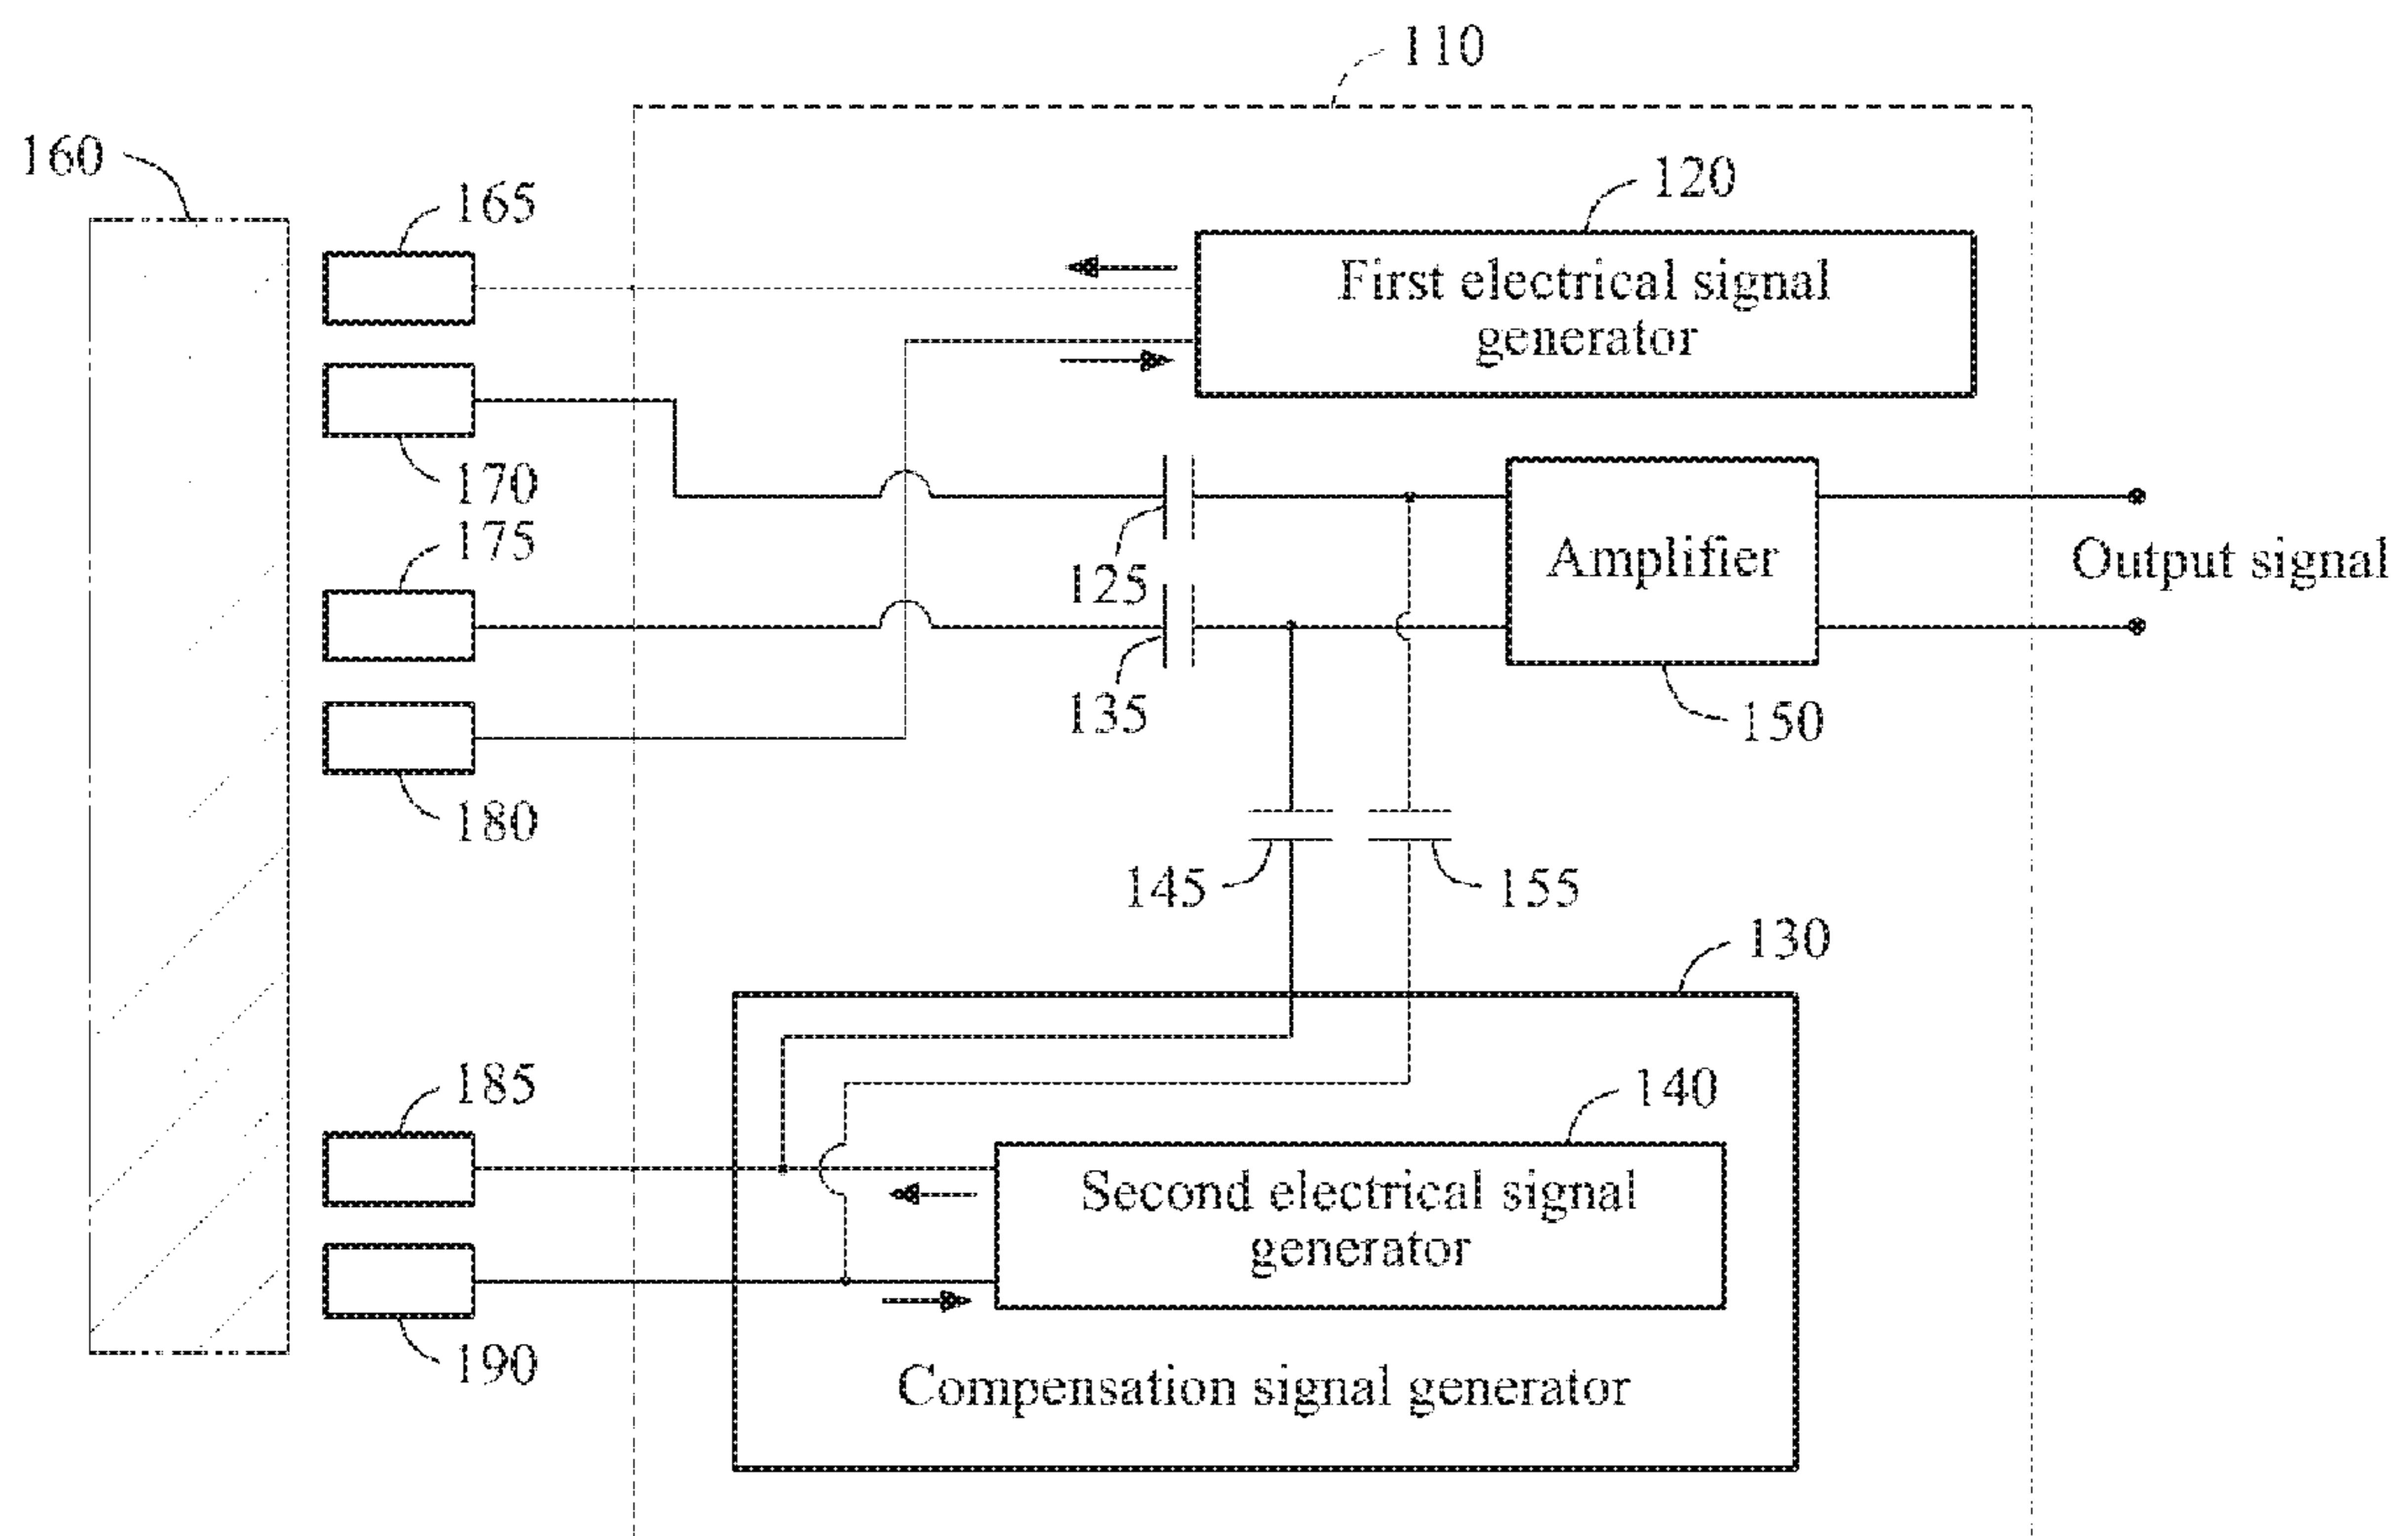 110
160
165
120
First electrical signal
generator
170
175
125
Amplifier
Output signal
135
150
180
145
155
130
185
140
Second electrical signal
generator
190
Compensation signal generator